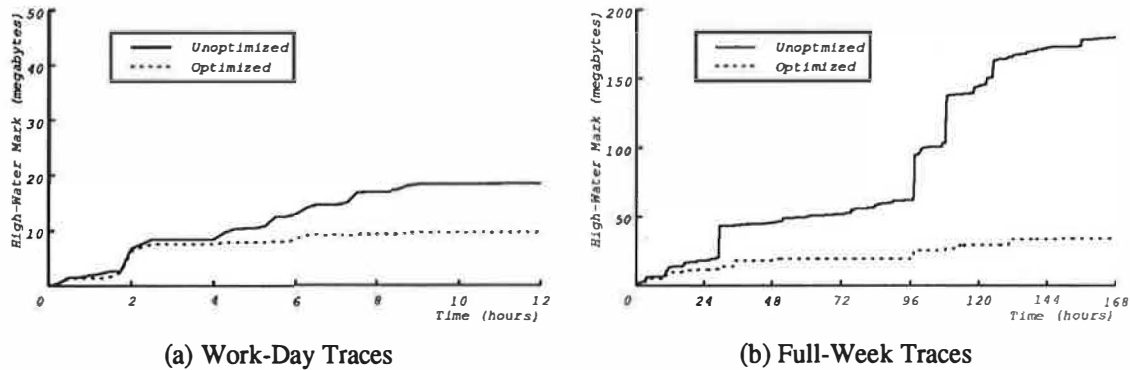 50
40
30
20
10
0
High-Water Mark (megabytes)
Unoptimized
Optimized
2
4
6
8
10
12
Time (hours)
(a) Work-Day Traces
200
150
100
50
0
High-Water Mark (megabytes)
Unoptmized
Optimized
24
48
72
96
120
144
168
Time (hours)
(b) Full-Week Traces